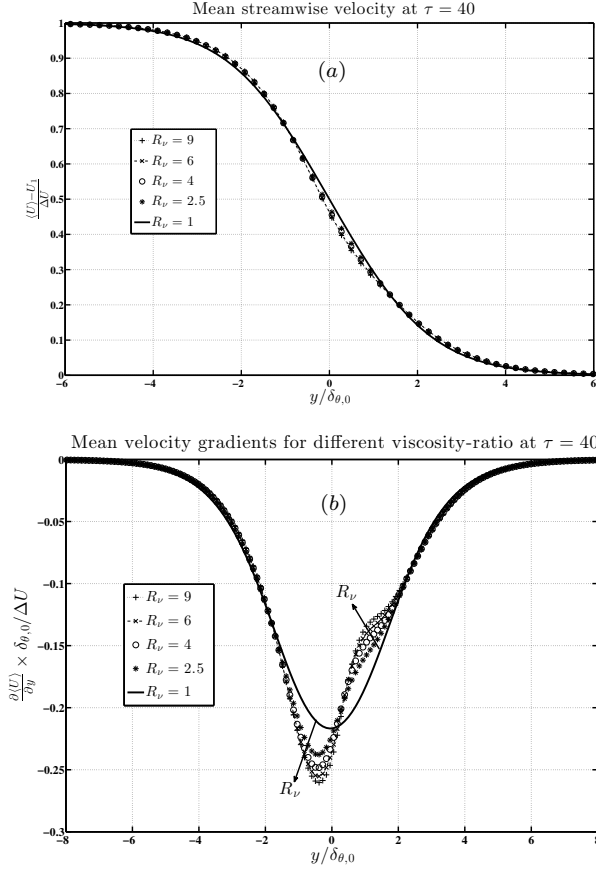 Mean streamwise velocity at τ = 40
(a)
1
0.9
0.8
0.7
0.6
0.5
0.4
0.3
0.2
0.1
0
⟨U⟩−U₁
ΔU
R_ν = 9
R_ν = 6
R_ν = 4
R_ν = 2.5
R_ν = 1
−6 −4 −2 0 2 4 6
y/δ_θ,0
Mean velocity gradients for different viscosity-ratio at τ = 40
(b)
0
−0.05
−0.1
−0.15
−0.2
−0.25
−0.3
∂⟨U⟩/∂y × δ_θ,0/ΔU
R_ν = 9
R_ν = 6
R_ν = 4
R_ν = 2.5
R_ν = 1
R_ν
R_ν
−8 −6 −4 −2 0 2 4 6 8
y/δ_θ,0